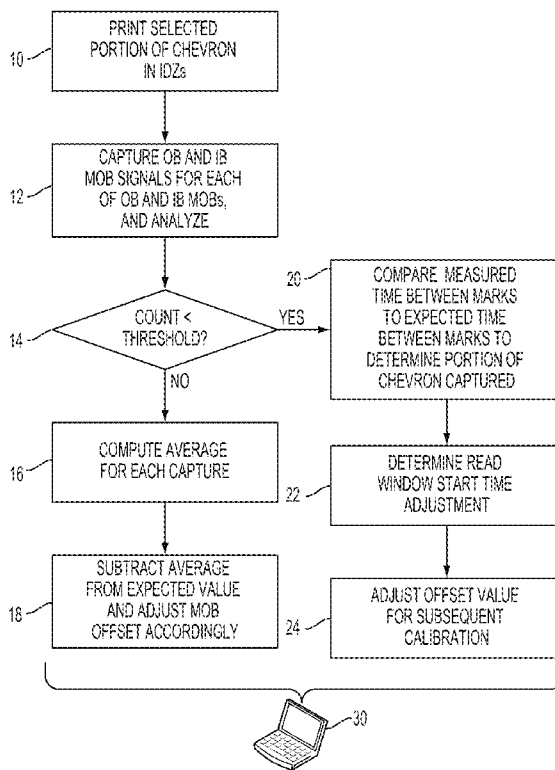 10
PRINT SELECTED
PORTION OF CHEVRON
IN IDZs
12
CAPTURE OB AND IB
MOB SIGNALS FOR EACH
OF OB AND IB MOBs,
AND ANALYZE
14
COUNT <
THRESHOLD?
YES
NO
16
COMPUTE AVERAGE
FOR EACH CAPTURE
18
SUBTRACT AVERAGE
FROM EXPECTED VALUE
AND ADJUST MOB
OFFSET ACCORDINGLY
20
COMPARE MEASURED
TIME BETWEEN MARKS
TO EXPECTED TIME
BETWEEN MARKS TO
DETERMINE PORTION OF
CHEVRON CAPTURED
22
DETERMINE READ
WINDOW START TIME
ADJUSTMENT
24
ADJUST OFFSET VALUE
FOR SUBSEQUENT
CALIBRATION
30